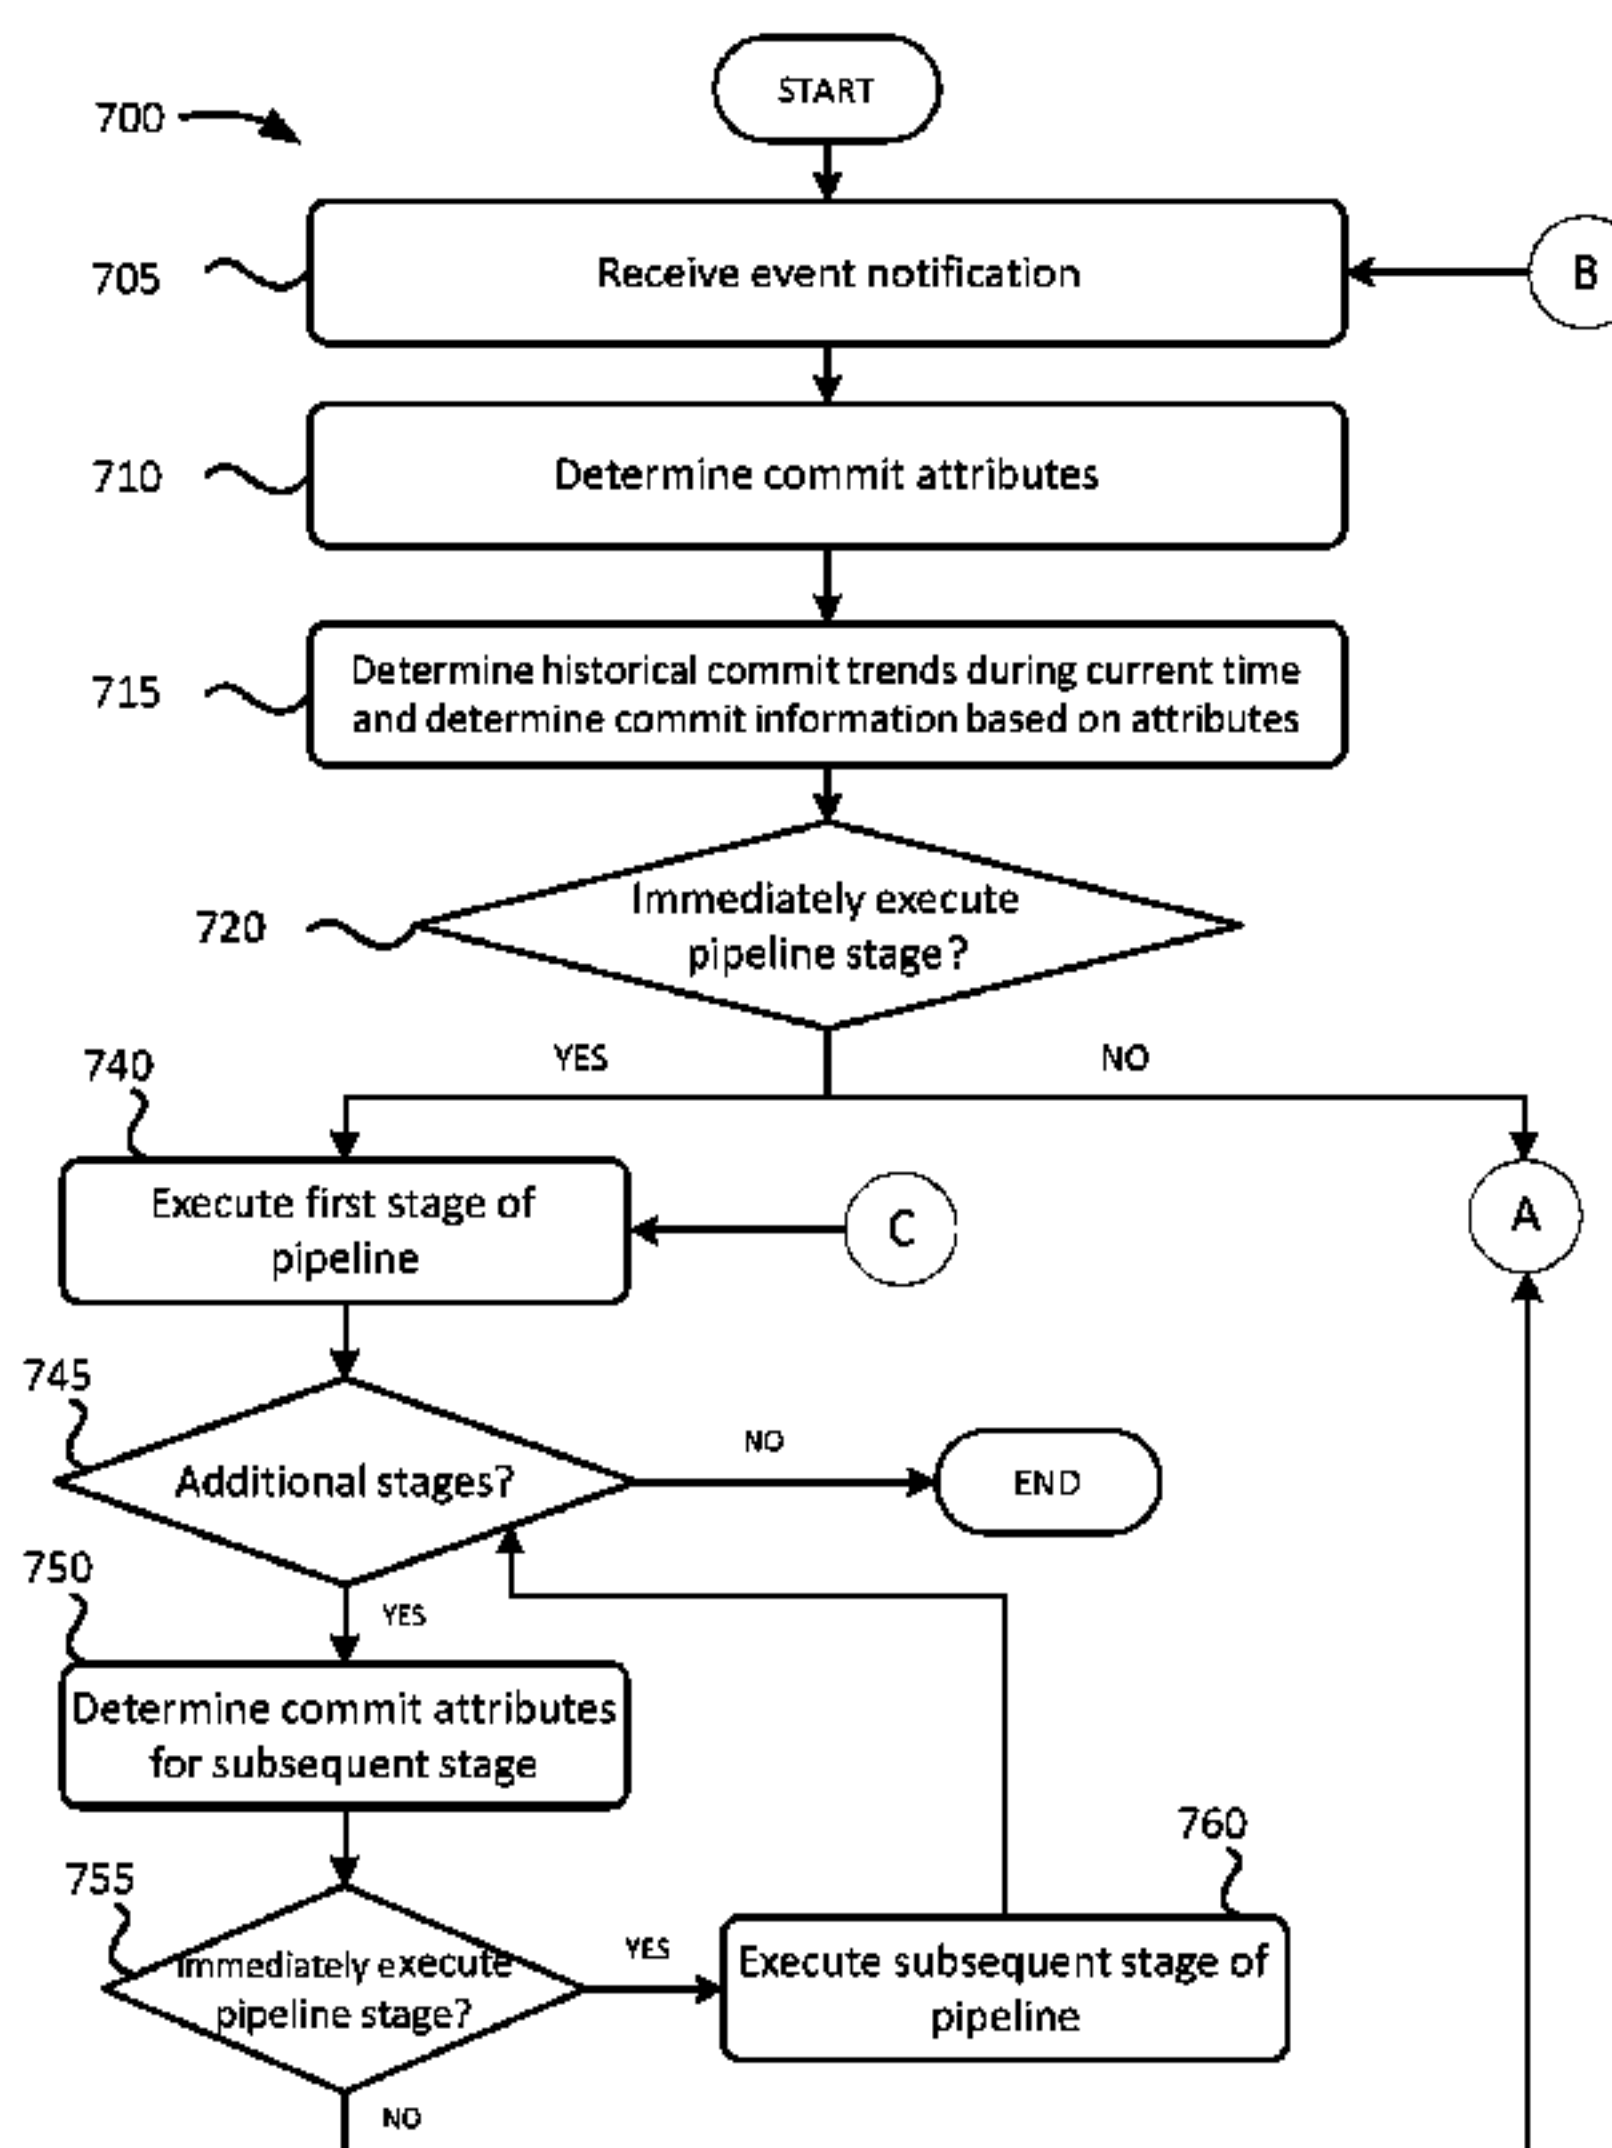 START
700
705
Receive event notification
B
710
Determine commit attributes
715
Determine historical commit trends during current time
and determine commit information based on attributes
720
Immediately execute
pipeline stage?
YES
NO
740
Execute first stage of
pipeline
C
A
745
Additional stages?
NO
END
750
YES
Determine commit attributes
for subsequent stage
755
Immediately execute
pipeline stage?
YES
760
Execute subsequent stage of
pipeline
NO